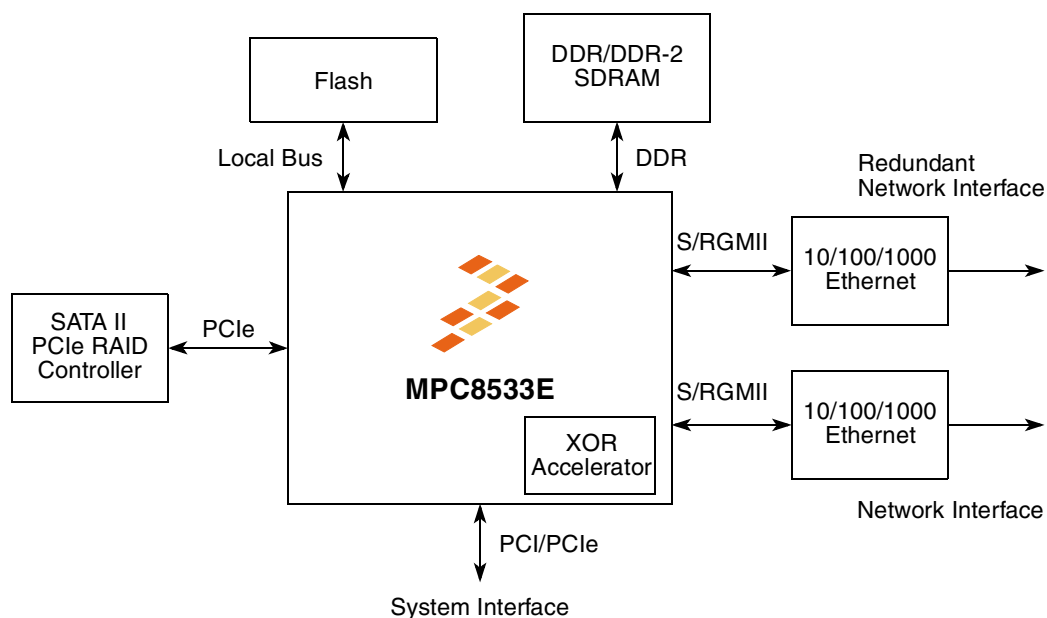 Flash
DDR/DDR-2
SDRAM
Local Bus
DDR
Redundant
Network Interface
S/RGMII
10/100/1000
Ethernet
SATA II
PCIe RAID
Controller
PCIe
MPC8533E
S/RGMII
10/100/1000
Ethernet
XOR
Accelerator
Network Interface
PCI/PCIe
System Interface